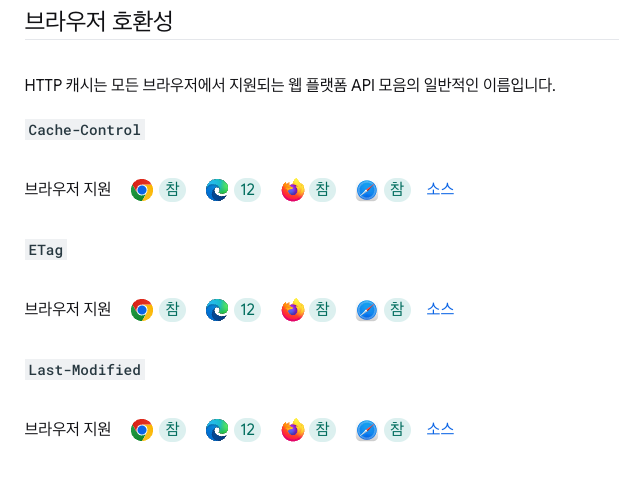 브라우저 호환성
HTTP 캐시는 모든 브라우저에서 지원되는 웹 플랫폼 API 모음의 일반적인 이름입니다.
Cache-Control
브라우저 지원 참 12 참 참 소스
ETag
브라우저 지원 참 12 참 참 소스
Last-Modified
브라우저 지원 참 12 참 참 소스